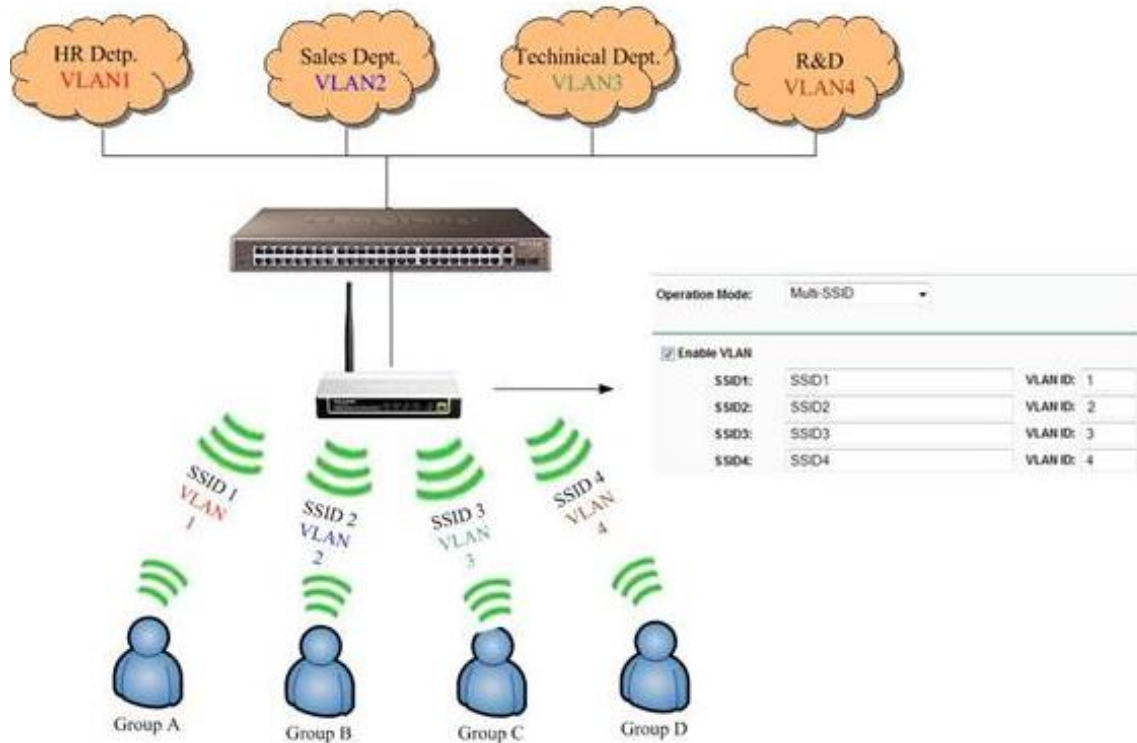 HR Detp.
VLAN1
Sales Dept.
VLAN2
Techinical Dept.
VLAN3
R&D
VLAN4
Operation Mode: Multi-SSID
Enable VLAN
SSID1: SSID1 VLAN ID: 1
SSID2: SSID2 VLAN ID: 2
SSID3: SSID3 VLAN ID: 3
SSID4: SSID4 VLAN ID: 4
SSID 1
VLAN
1
SSID 2
VLAN
2
SSID 3
VLAN
3
SSID 4
VLAN
4
Group A
Group B
Group C
Group D